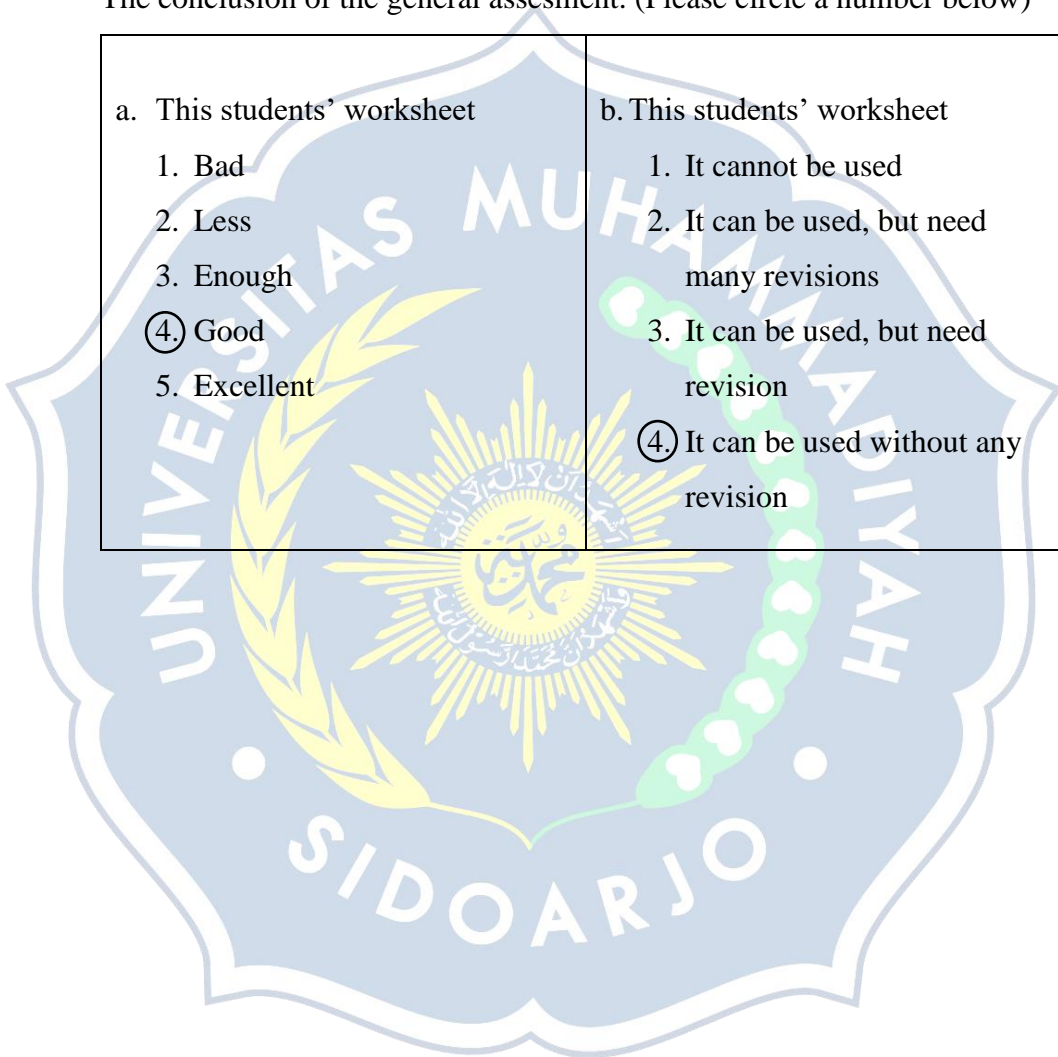 The conclusion of the general assesment: (Please circle a number below)
a. This students’ worksheet
1. Bad
2. Less
3. Enough
4. Good
5. Excellent
b. This students’ worksheet
1. It cannot be used
2. It can be used, but need
many revisions
3. It can be used, but need
revision
4. It can be used without any
revision
UNIVERSITAS MUHAMMADIYAH
SIDOARJO